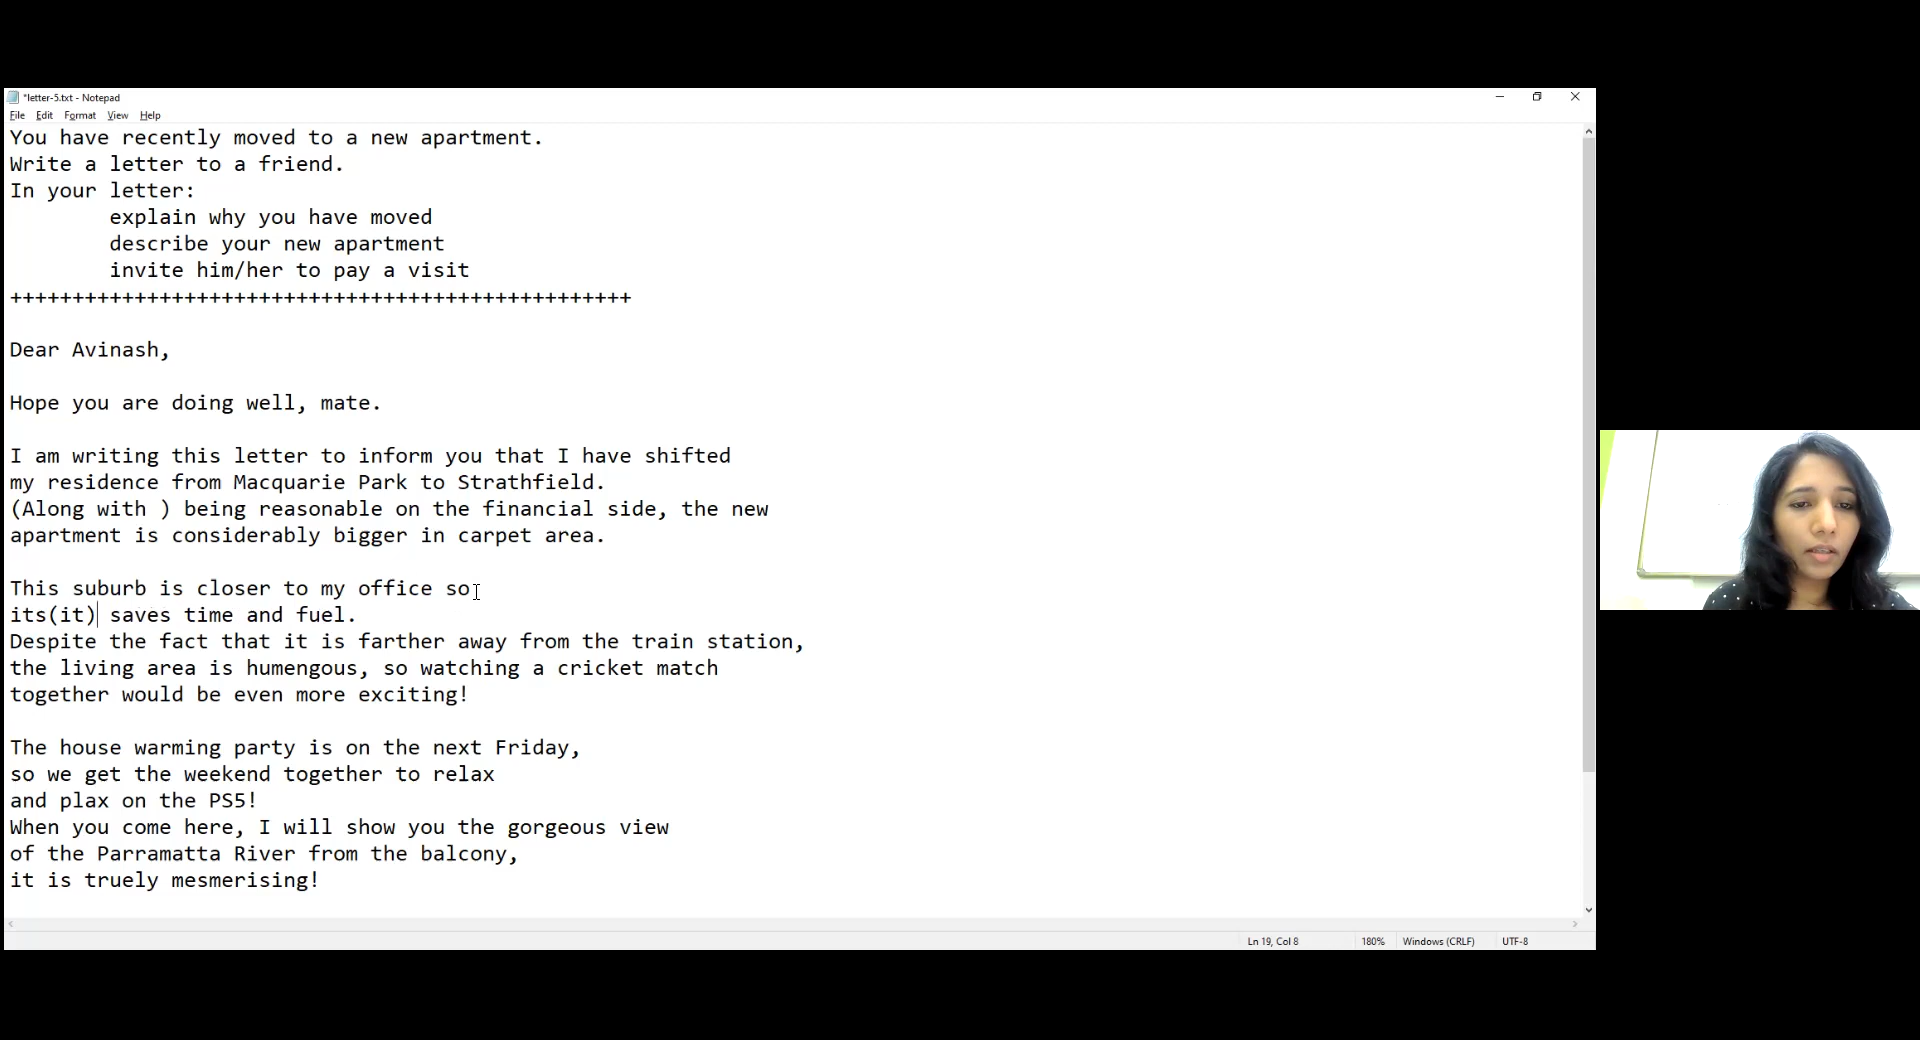 *letter-5.txt - Notepad
File Edit Format View Help
You have recently moved to a new apartment.
Write a letter to a friend.
In your letter:
explain why you have moved
describe your new apartment
invite him/her to pay a visit
++++++++++++++++++++++++++++++++++++++++++++++++++
Dear Avinash,
Hope you are doing well, mate.
I am writing this letter to inform you that I have shifted
my residence from Macquarie Park to Strathfield.
(Along with ) being reasonable on the financial side, the new
apartment is considerably bigger in carpet area.
This suburb is closer to my office so
its(it) saves time and fuel.
Despite the fact that it is farther away from the train station,
the living area is humengous, so watching a cricket match
together would be even more exciting!
The house warming party is on the next Friday,
so we get the weekend together to relax
and plax on the PS5!
When you come here, I will show you the gorgeous view
of the Parramatta River from the balcony,
it is truely mesmerising!
Ln 19, Col 8 180% Windows (CRLF) UTF-8